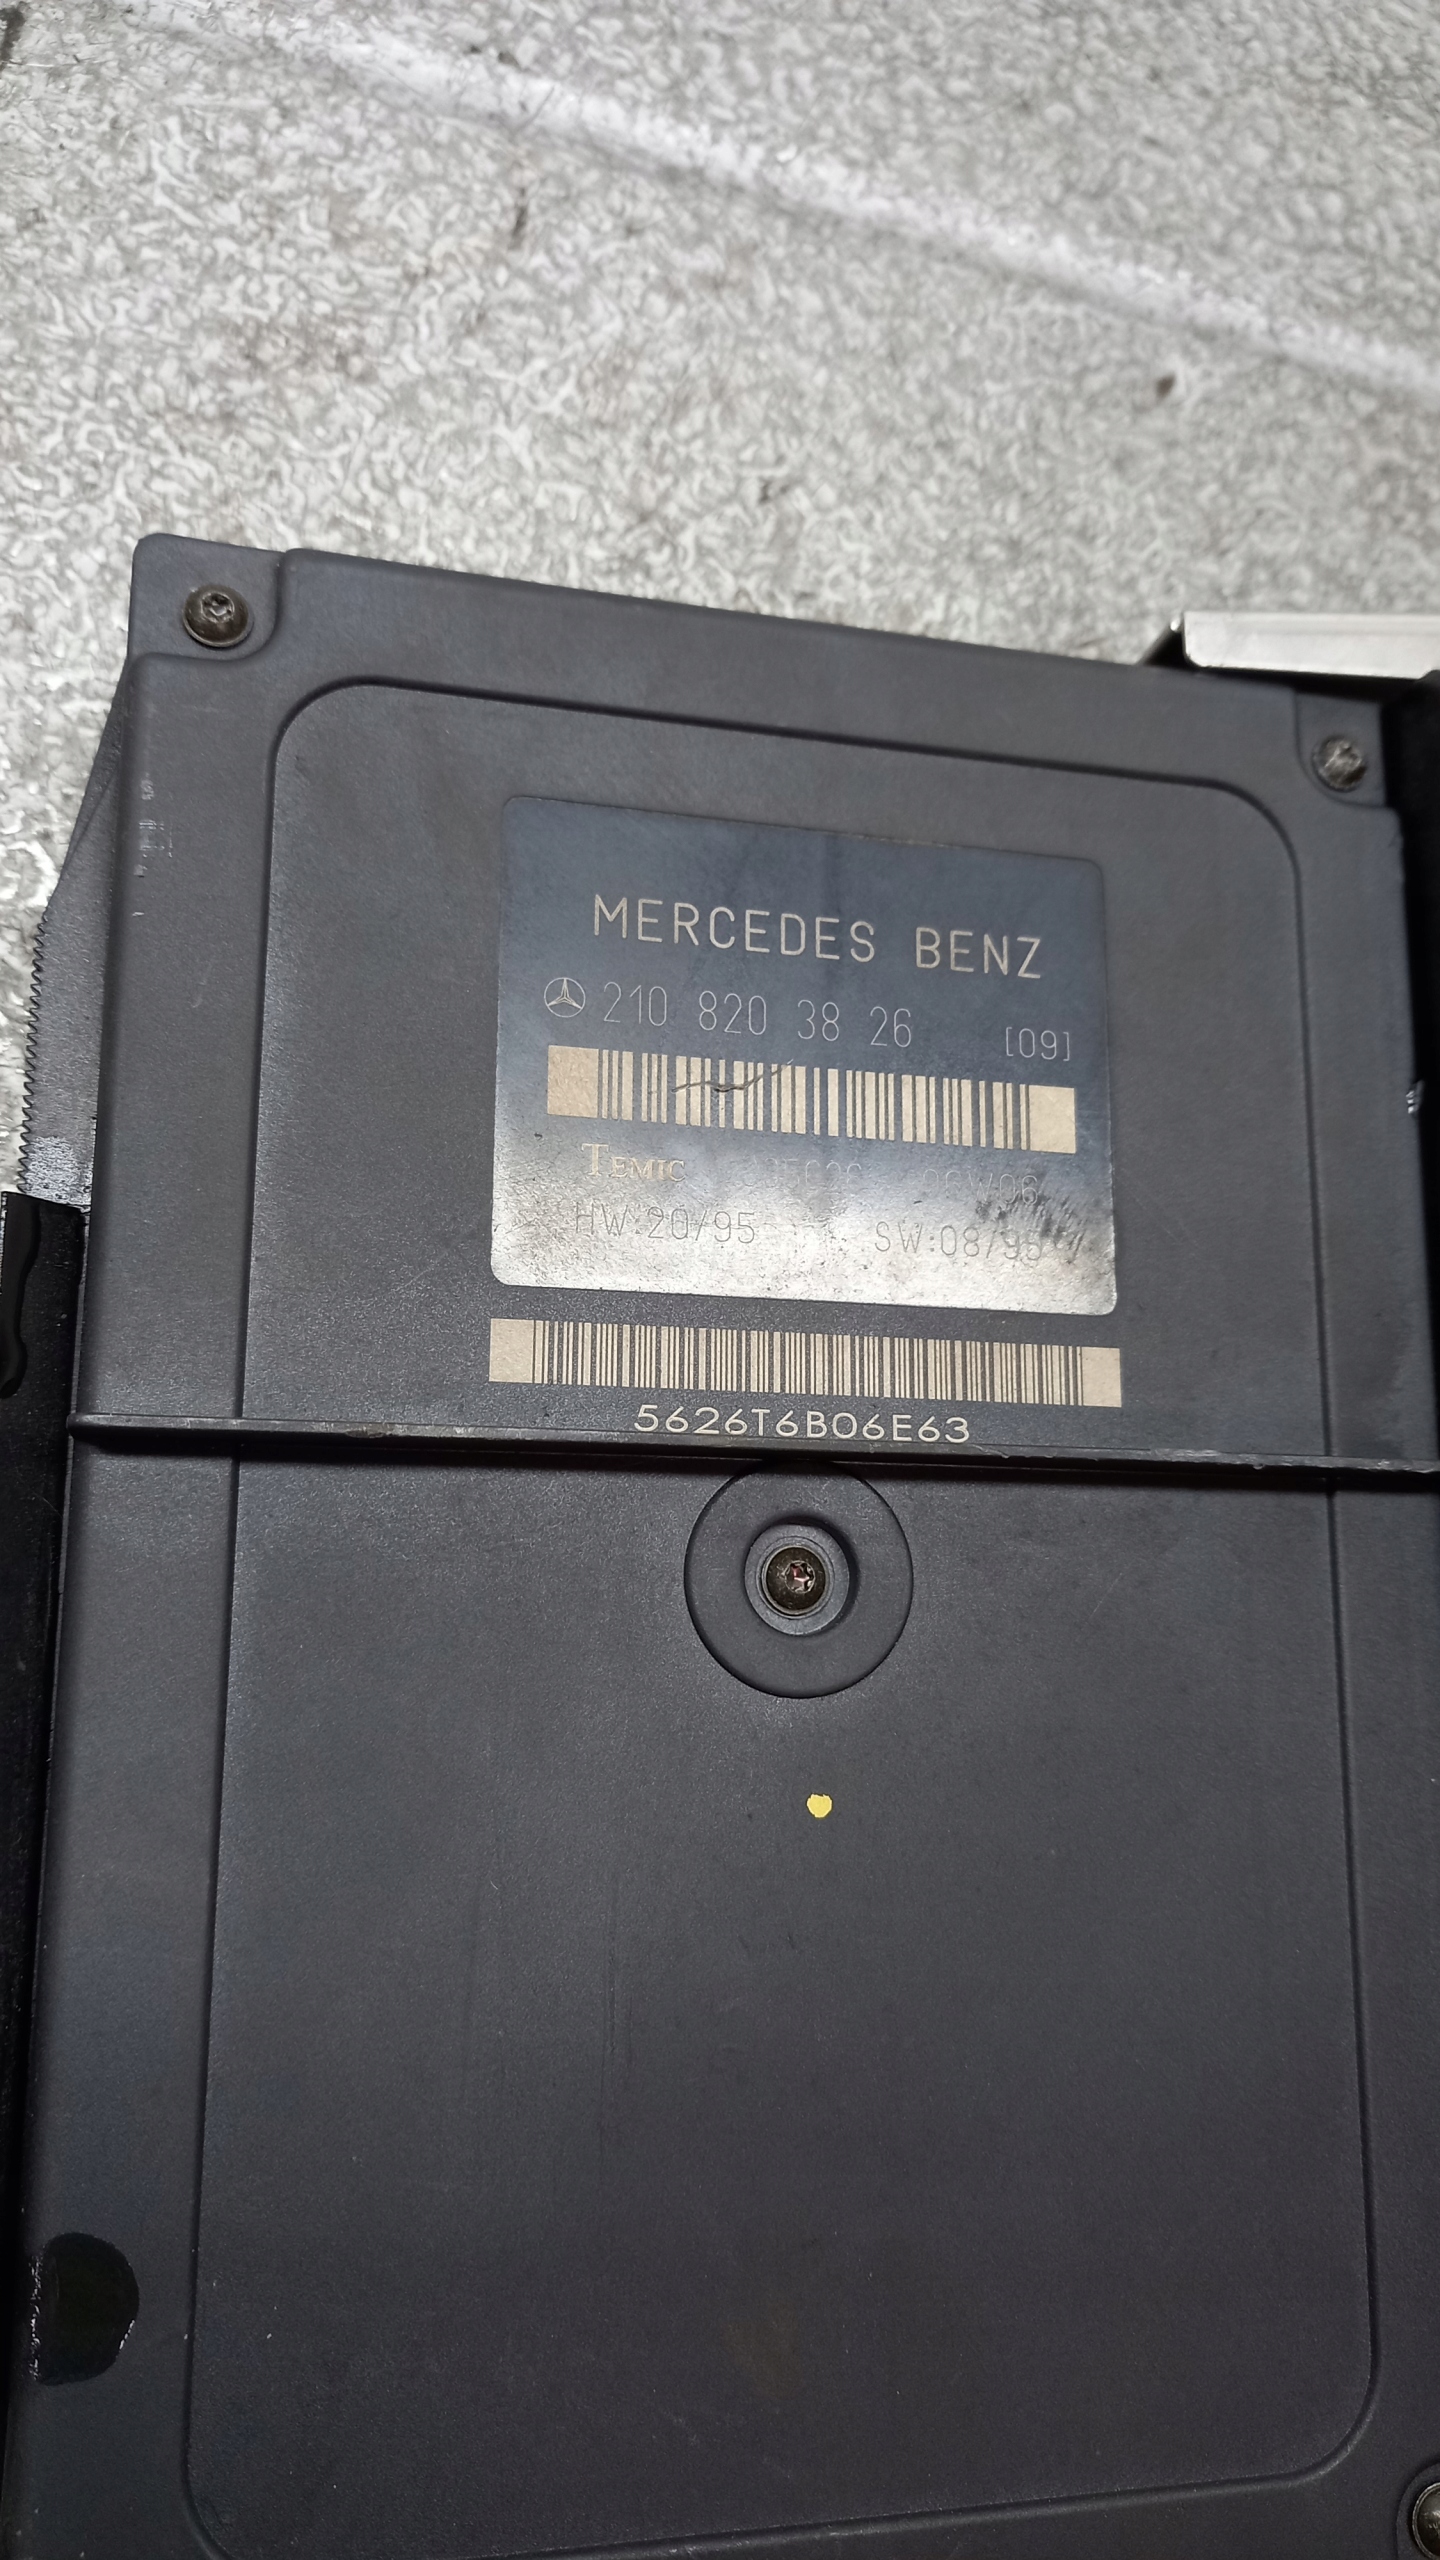 MERCEDES BENZ
210 820 38 26 [09]
TEMIC
HW:20/95 SW:08/95
5626T6B06E63